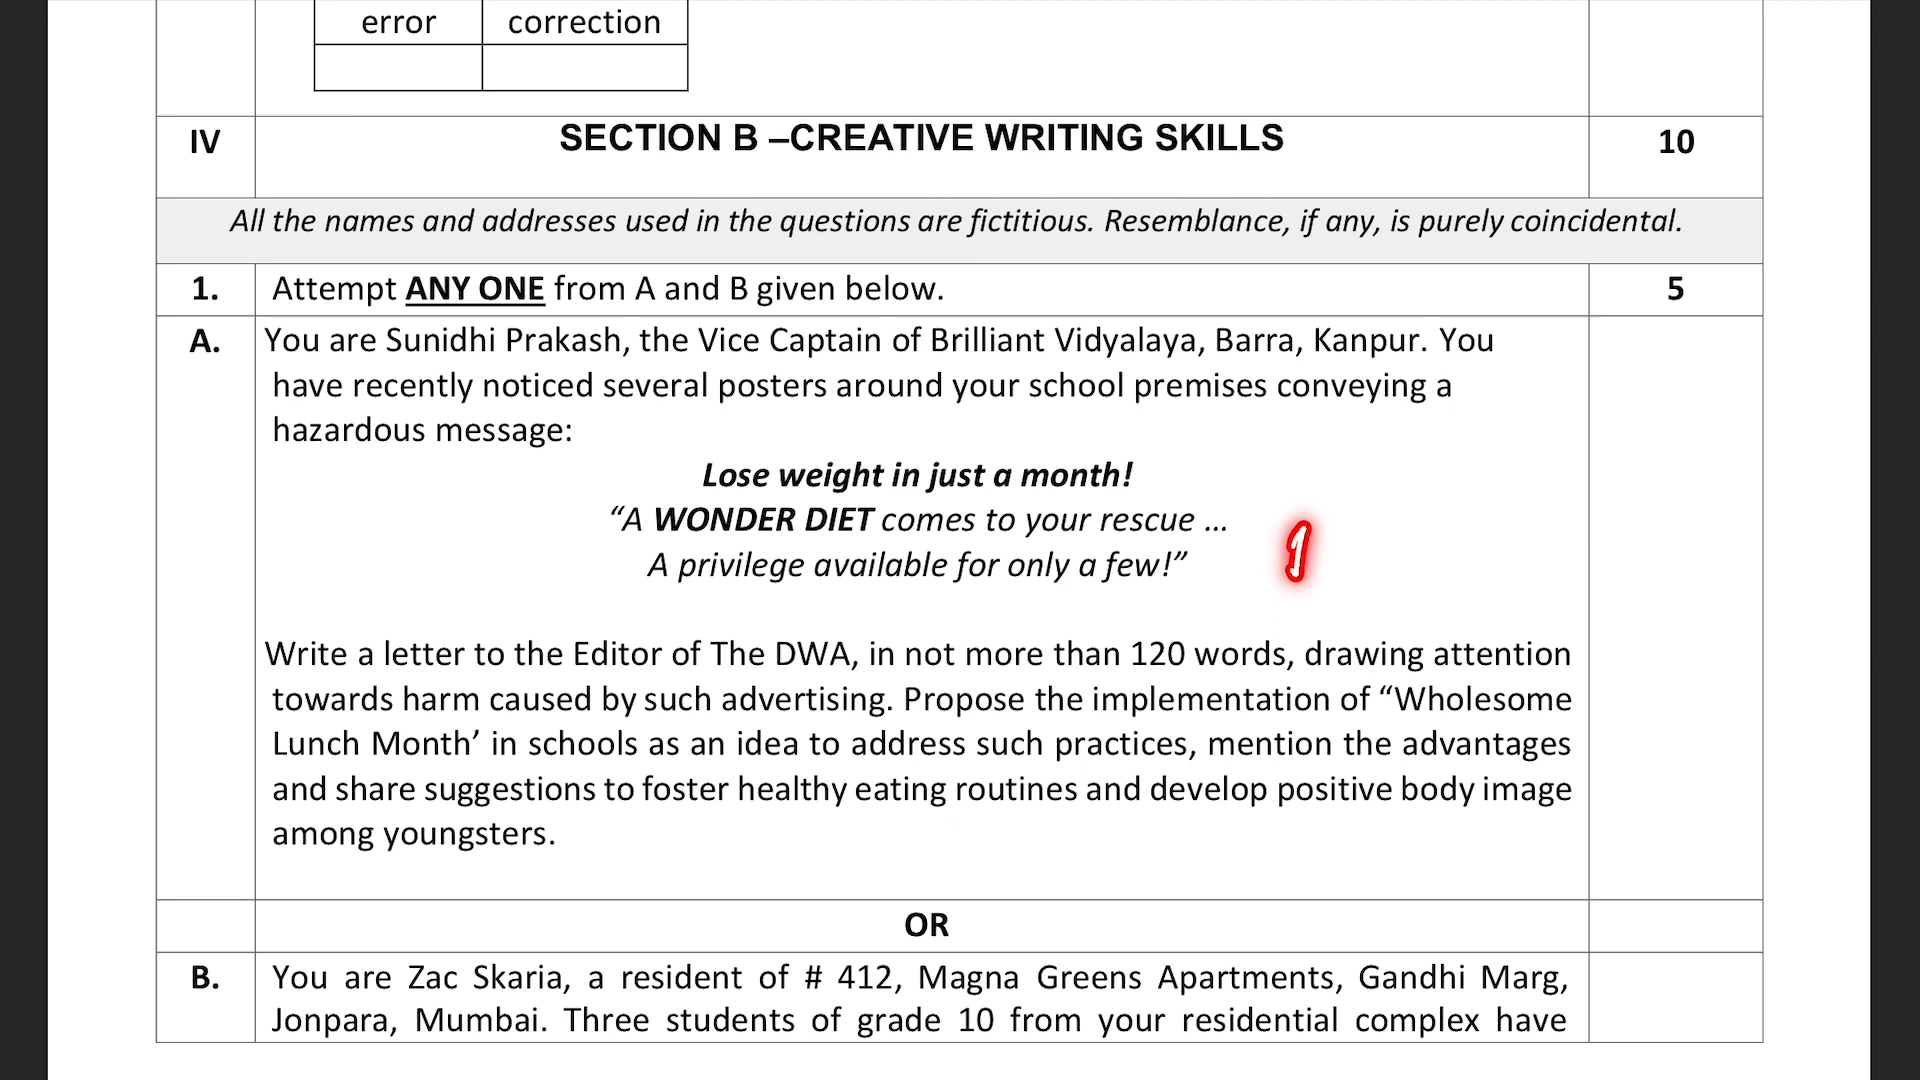 error correction
IV SECTION B –CREATIVE WRITING SKILLS 10
All the names and addresses used in the questions are fictitious. Resemblance, if any, is purely coincidental.
1. Attempt ANY ONE from A and B given below. 5
A. You are Sunidhi Prakash, the Vice Captain of Brilliant Vidyalaya, Barra, Kanpur. You
have recently noticed several posters around your school premises conveying a
hazardous message:
Lose weight in just a month!
“A WONDER DIET comes to your rescue …
A privilege available for only a few!”
Write a letter to the Editor of The DWA, in not more than 120 words, drawing attention
towards harm caused by such advertising. Propose the implementation of “Wholesome
Lunch Month’ in schools as an idea to address such practices, mention the advantages
and share suggestions to foster healthy eating routines and develop positive body image
among youngsters.
OR
B. You are Zac Skaria, a resident of # 412, Magna Greens Apartments, Gandhi Marg,
Jonpara, Mumbai. Three students of grade 10 from your residential complex have